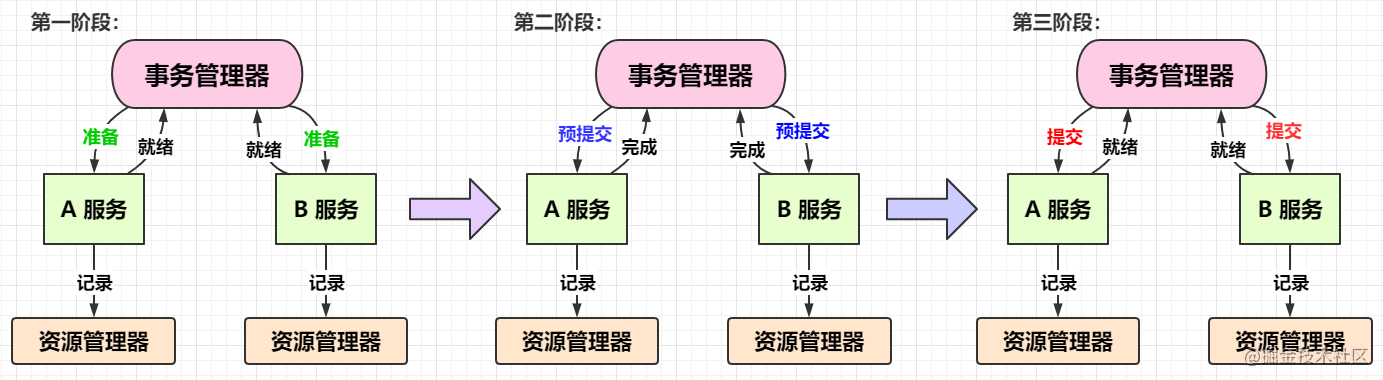 第一阶段：
事务管理器
准备
就绪
就绪
准备
A 服务
B 服务
记录
记录
资源管理器
资源管理器
第二阶段：
事务管理器
预提交
完成
完成
预提交
A 服务
B 服务
记录
记录
资源管理器
资源管理器
第三阶段：
事务管理器
提交
就绪
就绪
提交
A 服务
B 服务
记录
记录
资源管理器
资源管理器
@掘金技术社区